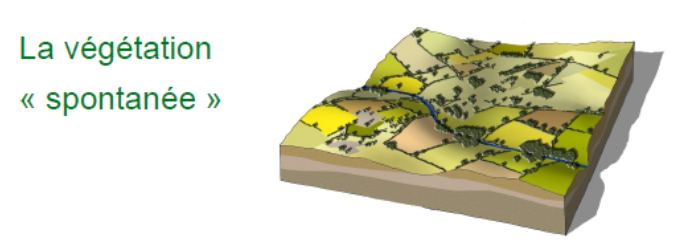 La végétation
« spontanée »